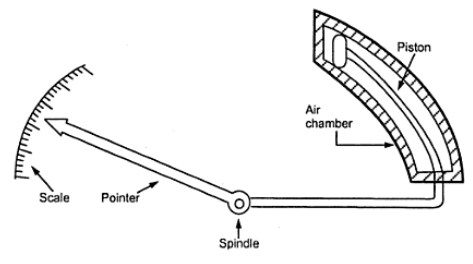 Piston
Air
chamber
Scale
Pointer
Spindle